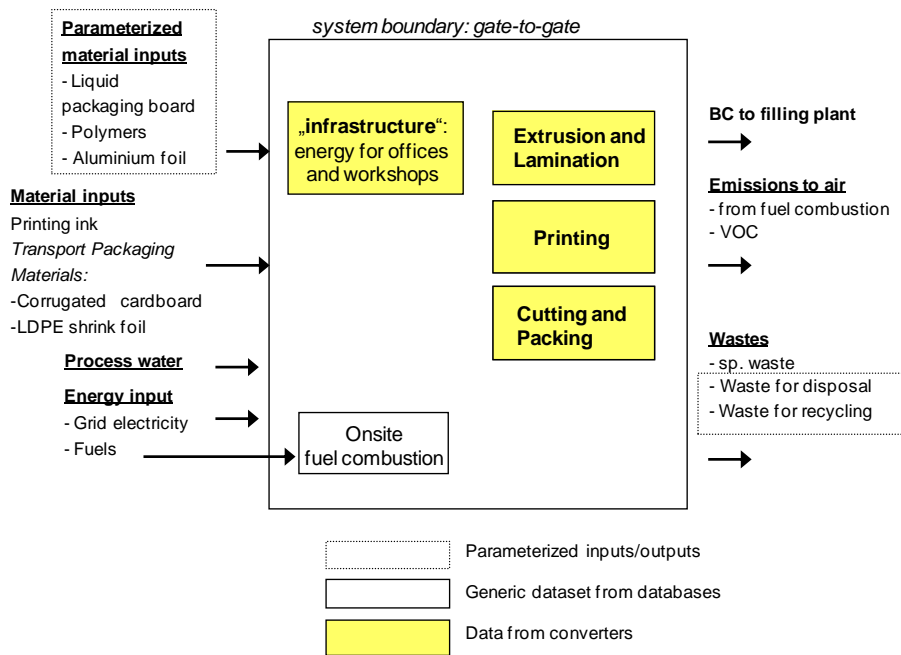 system boundary: gate-to-gate
Parameterized
material inputs
- Liquid
packaging board
- Polymers
- Aluminium foil
Material inputs
Printing ink
Transport Packaging
Materials:
-Corrugated cardboard
-LDPE shrink foil
Process water
Energy input
- Grid electricity
- Fuels
„infrastructure“:
energy for offices
and workshops
Onsite
fuel combustion
Extrusion and
Lamination
Printing
Cutting and
Packing
BC to filling plant
Emissions to air
- from fuel combustion
- VOC
Wastes
- sp. waste
- Waste for disposal
- Waste for recycling
Parameterized inputs/outputs
Generic dataset from databases
Data from converters